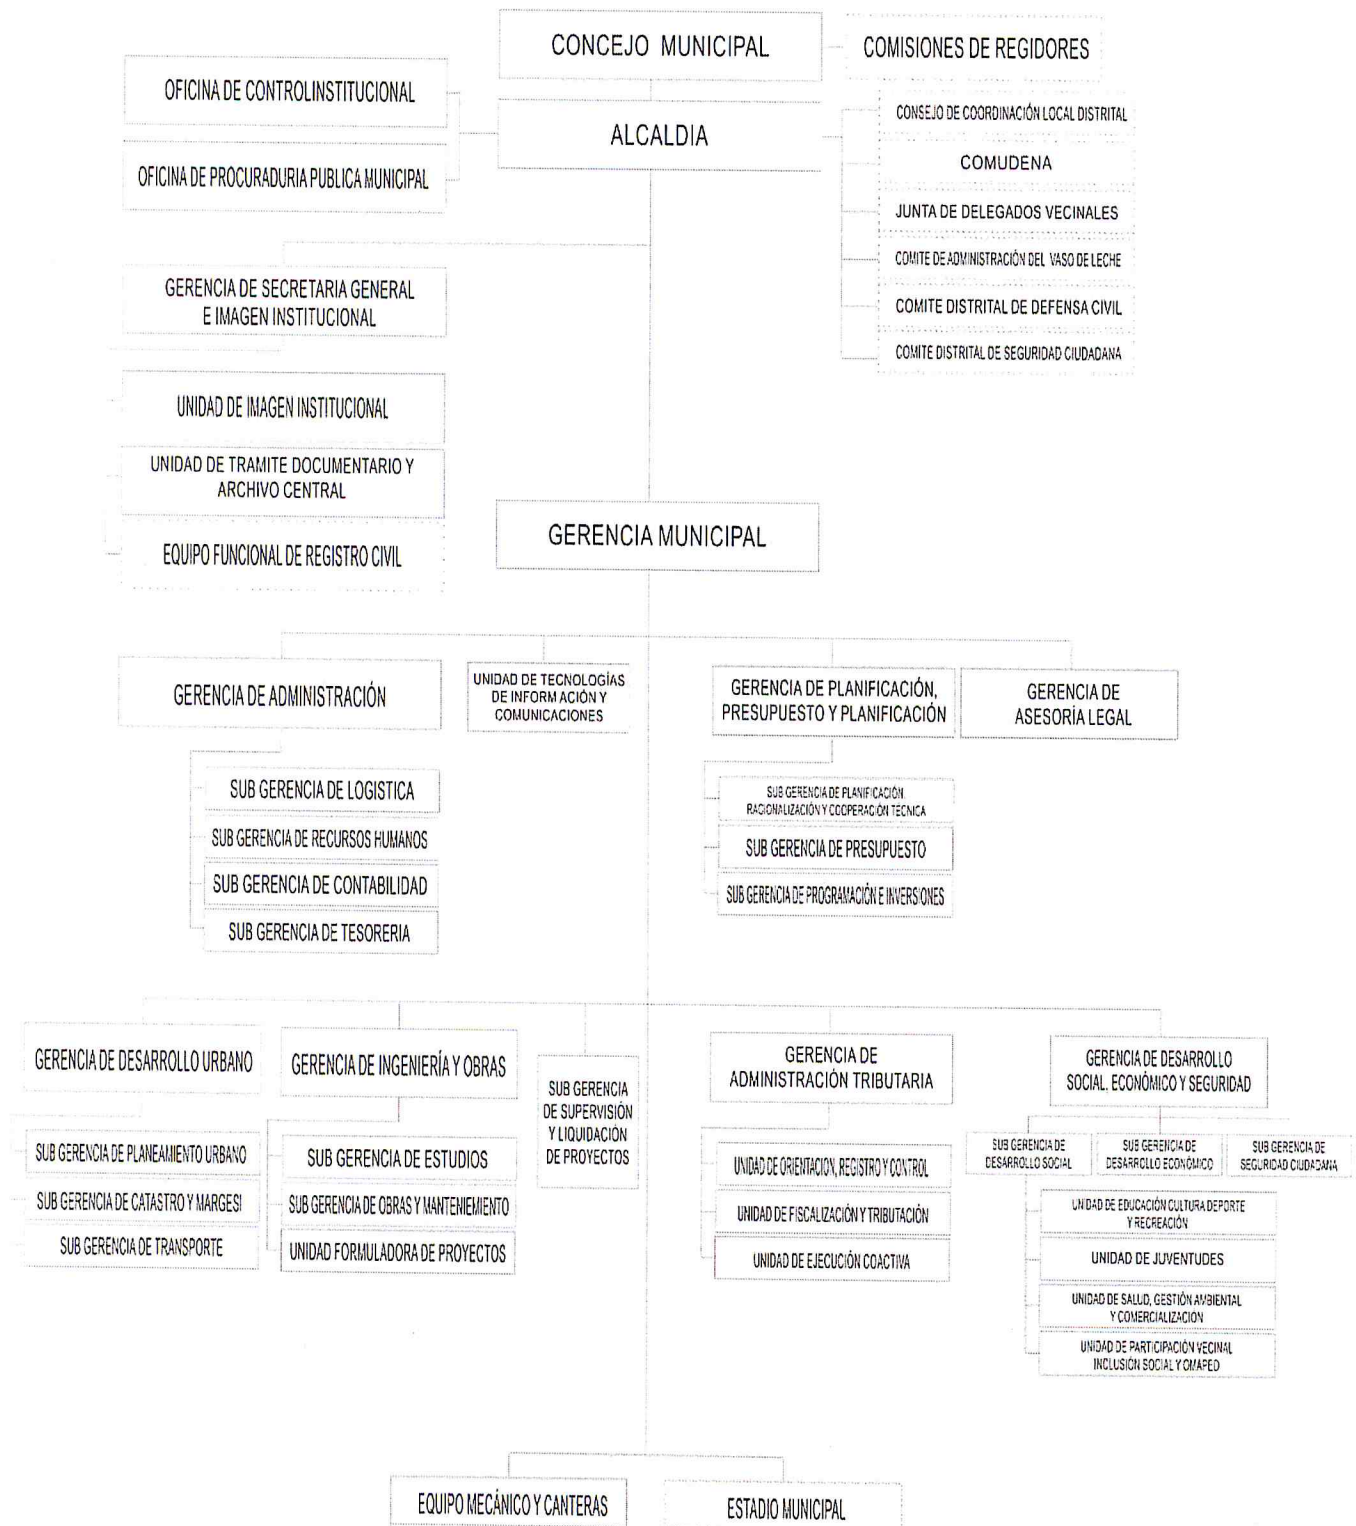 CONCEJO MUNICIPAL
COMISIONES DE REGIDORES
OFICINA DE CONTROLINSTITUCIONAL
ALCALDIA
OFICINA DE PROCURADURIA PUBLICA MUNICIPAL
CONSEJO DE COORDINACIÓN LOCAL DISTRITAL
COMUDENA
JUNTA DE DELEGADOS VECINALES
COMITE DE ADMINISTRACIÓN DEL VASO DE LECHE
COMITE DISTRITAL DE DEFENSA CIVIL
COMITE DISTRITAL DE SEGURIDAD CIUDADANA
GERENCIA DE SECRETARIA GENERAL
E IMAGEN INSTITUCIONAL
UNIDAD DE IMAGEN INSTITUCIONAL
UNIDAD DE TRAMITE DOCUMENTARIO Y
ARCHIVO CENTRAL
EQUIPO FUNCIONAL DE REGISTRO CIVIL
GERENCIA MUNICIPAL
GERENCIA DE ADMINISTRACIÓN
UNIDAD DE TECNOLOGÍAS
DE INFORMACIÓN Y
COMUNICACIONES
GERENCIA DE PLANIFICACIÓN,
PRESUPUESTO Y PLANIFICACIÓN
GERENCIA DE
ASESORÍA LEGAL
SUB GERENCIA DE LOGISTICA
SUB GERENCIA DE RECURSOS HUMANOS
SUB GERENCIA DE CONTABILIDAD
SUB GERENCIA DE TESORERIA
SUB GERENCIA DE PLANIFICACIÓN,
RACIONALIZACIÓN Y COOPERACIÓN TÉCNICA
SUB GERENCIA DE PRESUPUESTO
SUB GERENCIA DE PROGRAMACIÓN E INVERSIONES
GERENCIA DE DESARROLLO URBANO
SUB GERENCIA DE PLANEAMIENTO URBANO
SUB GERENCIA DE CATASTRO Y MARGESI
SUB GERENCIA DE TRANSPORTE
GERENCIA DE INGENIERÍA Y OBRAS
SUB GERENCIA DE ESTUDIOS
SUB GERENCIA DE OBRAS Y MANTENIEMIENTO
UNIDAD FORMULADORA DE PROYECTOS
SUB GERENCIA
DE SUPERVISIÓN
Y LIQUIDACIÓN
DE PROYECTOS
GERENCIA DE
ADMINISTRACIÓN TRIBUTARIA
UNIDAD DE ORIENTACION, REGISTRO Y CONTROL
UNIDAD DE FISCALIZACIÓN Y TRIBUTACIÓN
UNIDAD DE EJECUCIÓN COACTIVA
GERENCIA DE DESARROLLO
SOCIAL, ECONÓMICO Y SEGURIDAD
SUB GERENCIA DE
DESARROLLO SOCIAL
SUB GERENCIA DE
DESARROLLO ECONÓMICO
SUB GERENCIA DE
SEGURIDAD CIUDADANA
UNIDAD DE EDUCACIÓN CULTURA DEPORTE
Y RECREACIÓN
UNIDAD DE JUVENTUDES
UNIDAD DE SALUD, GESTIÓN AMBIENTAL
Y COMERCIALIZACIÓN
UNIDAD DE PARTICIPACIÓN VECINAL
INCLUSIÓN SOCIAL Y OMAPED
EQUIPO MECÁNICO Y CANTERAS
ESTADIO MUNICIPAL